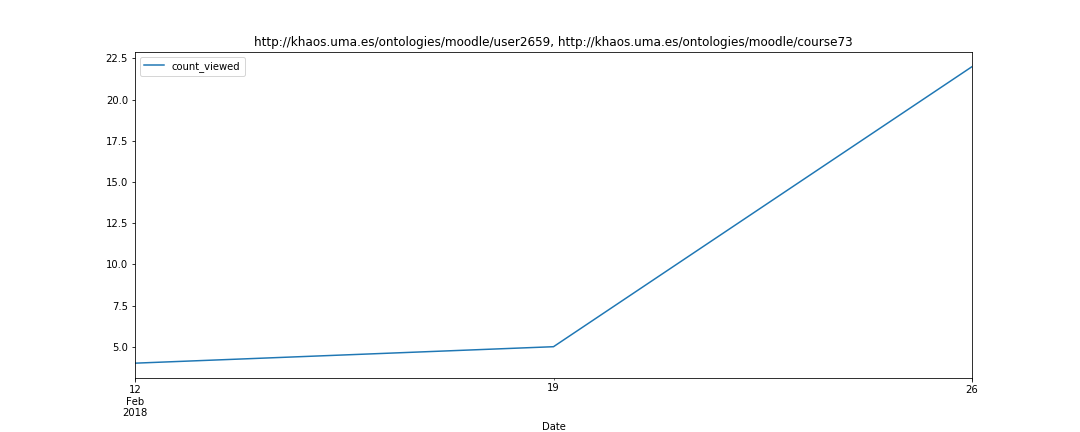 http://khaos.uma.es/ontologies/moodle/user2659, http://khaos.uma.es/ontologies/moodle/course73
count_viewed
22.5
20.0
17.5
15.0
12.5
10.0
7.5
5.0
12 19 26
Feb
2018
Date